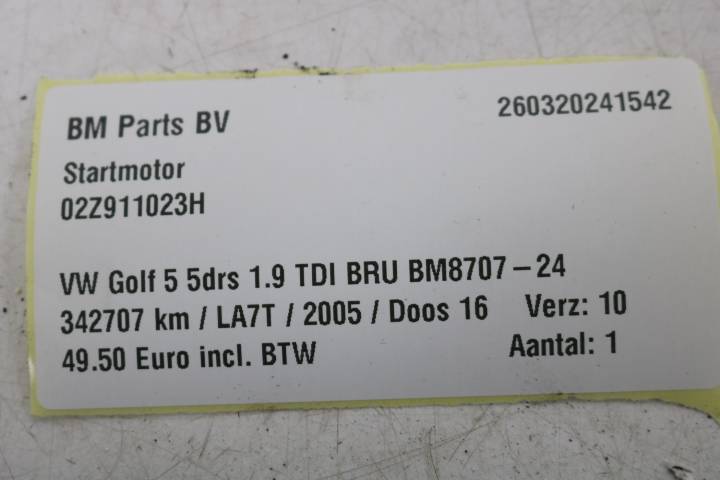 BM Parts BV 260320241542
Startmotor
02Z911023H
VW Golf 5 5drs 1.9 TDI BRU BM8707-24
342707 km / LA7T / 2005 / Doos 16 Verz: 10
49.50 Euro incl. BTW Aantal: 1